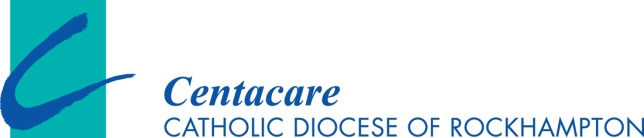 Centacare
CATHOLIC DIOCESE OF ROCKHAMPTON